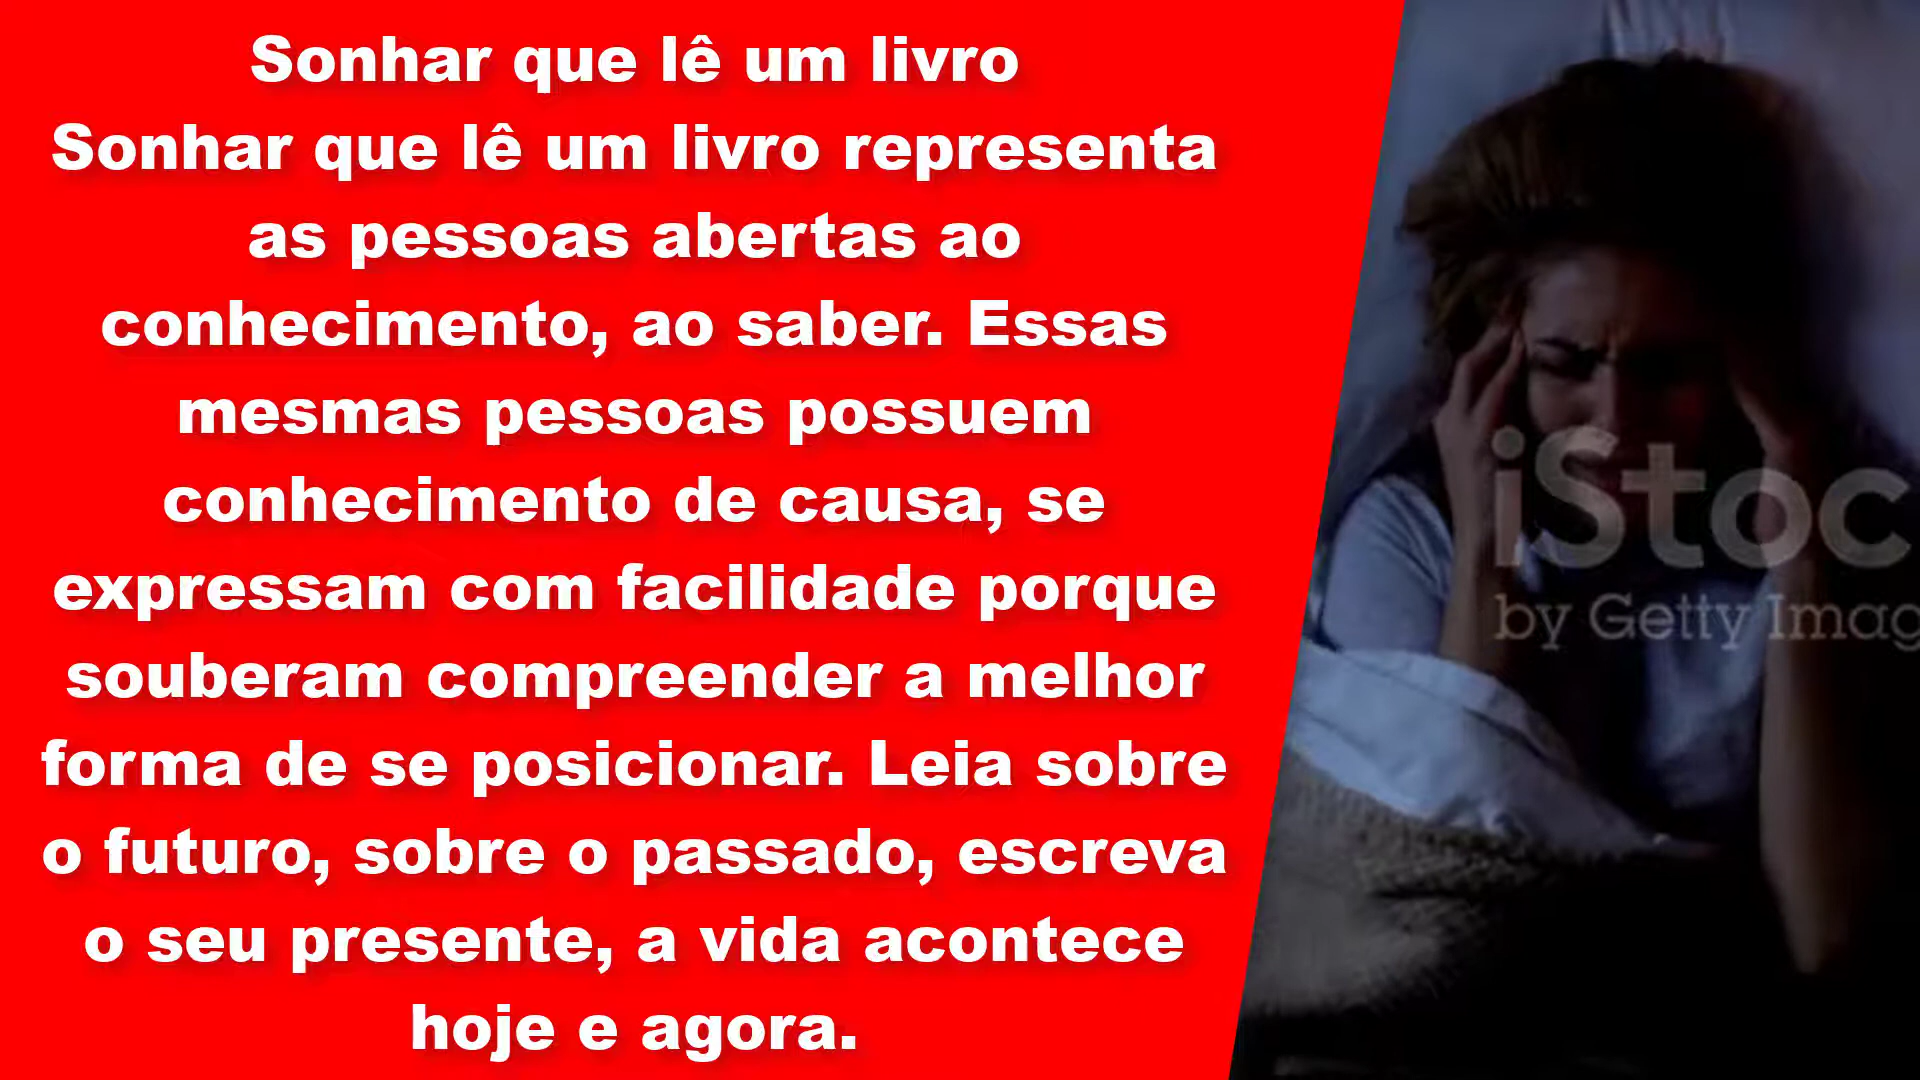 Sonhar que lê um livro
Sonhar que lê um livro representa
as pessoas abertas ao
conhecimento, ao saber. Essas
mesmas pessoas possuem
conhecimento de causa, se
expressam com facilidade porque
souberam compreender a melhor
forma de se posicionar. Leia sobre
o futuro, sobre o passado, escreva
o seu presente, a vida acontece
hoje e agora.
iStoc
by Getty Imag